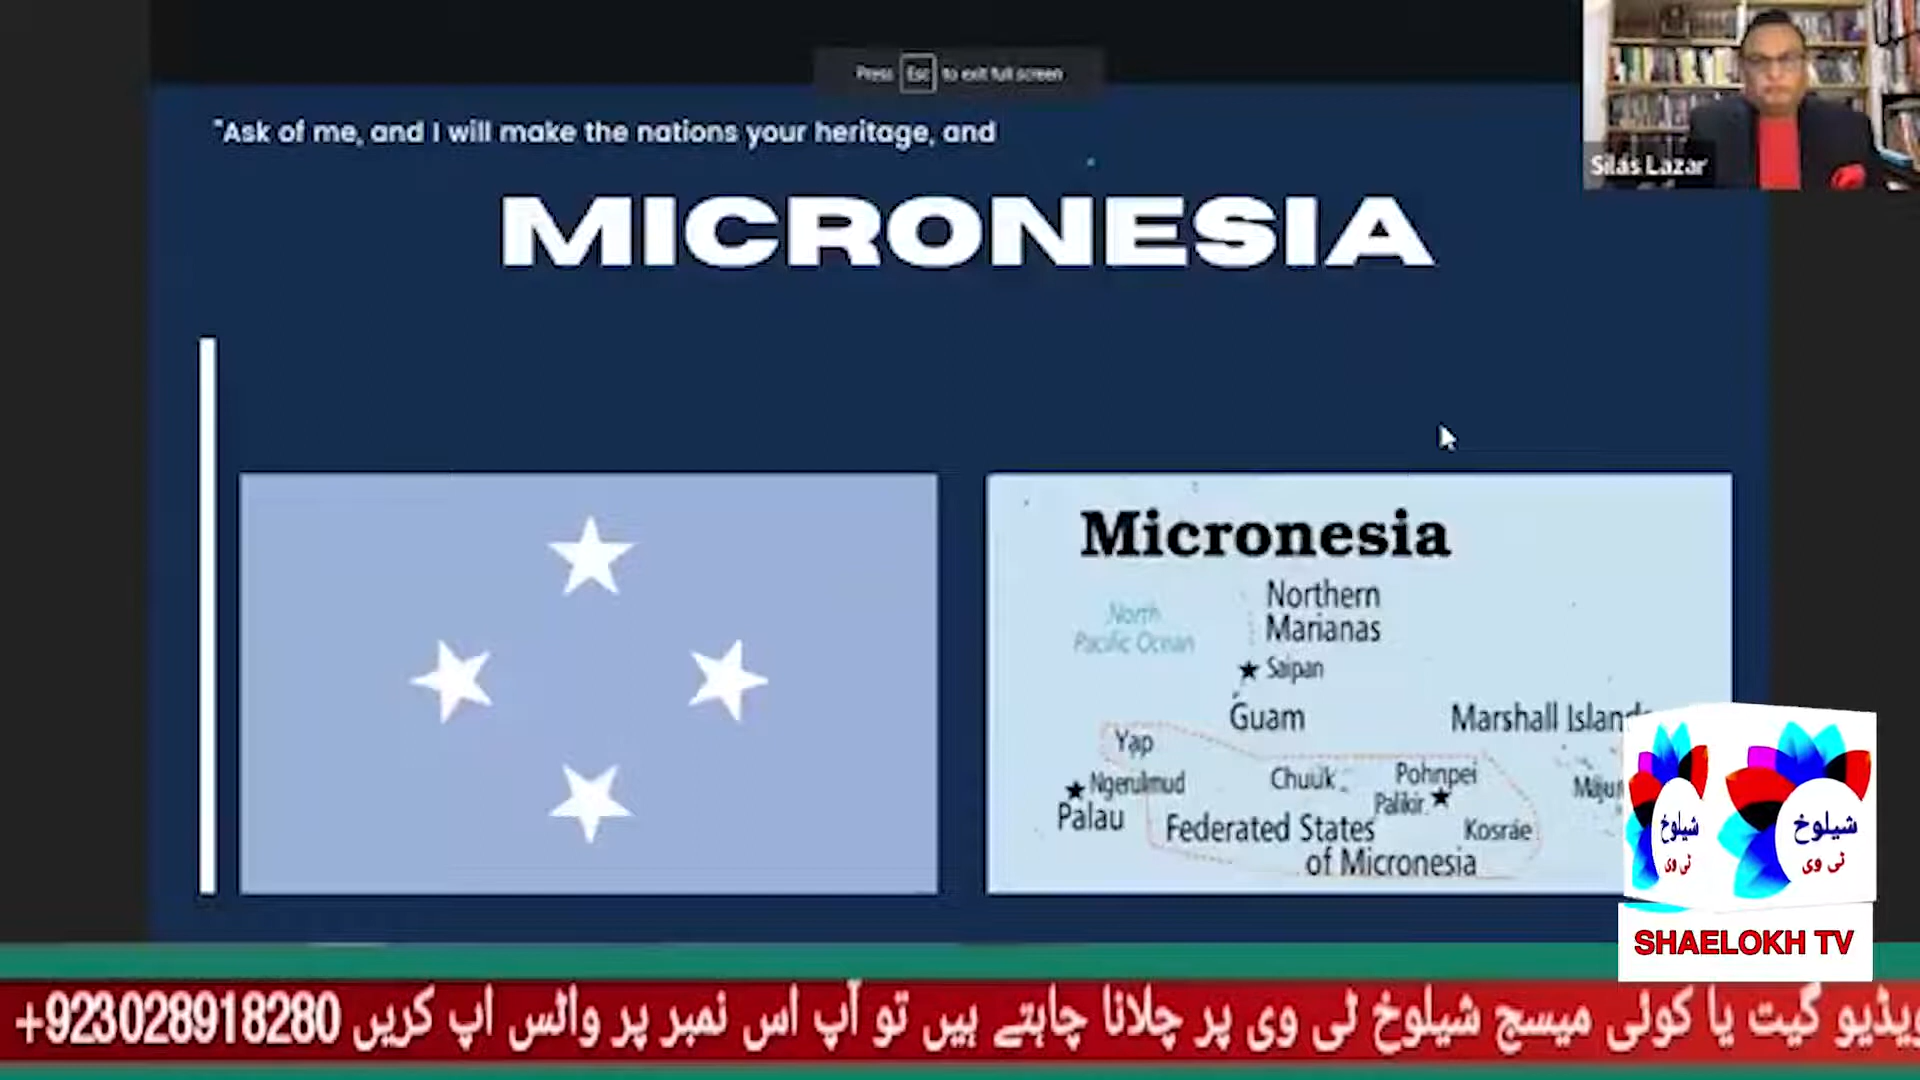 Press Esc to exit full screen
"Ask of me, and I will make the nations your heritage, and
Silas Lazar
MICRONESIA
Micronesia
North
Pacific Ocean
Northern
Marianas
Saipan
Guam
Marshall Islands
Yap
Ngerulmud
Palau
Chuuk
Pohnpei
Palikir
Kosrae
Federated States
of Micronesia
شیلوخ
ٹی وی
شیلوخ
ٹی وی
SHAELOKH TV
ویڈیو گیت یا کوئی میسج شیلوخ ٹی وی پر چلانا چاہتے ہیں تو آپ اس نمبر پر واٹس اپ کریں 923028918280+